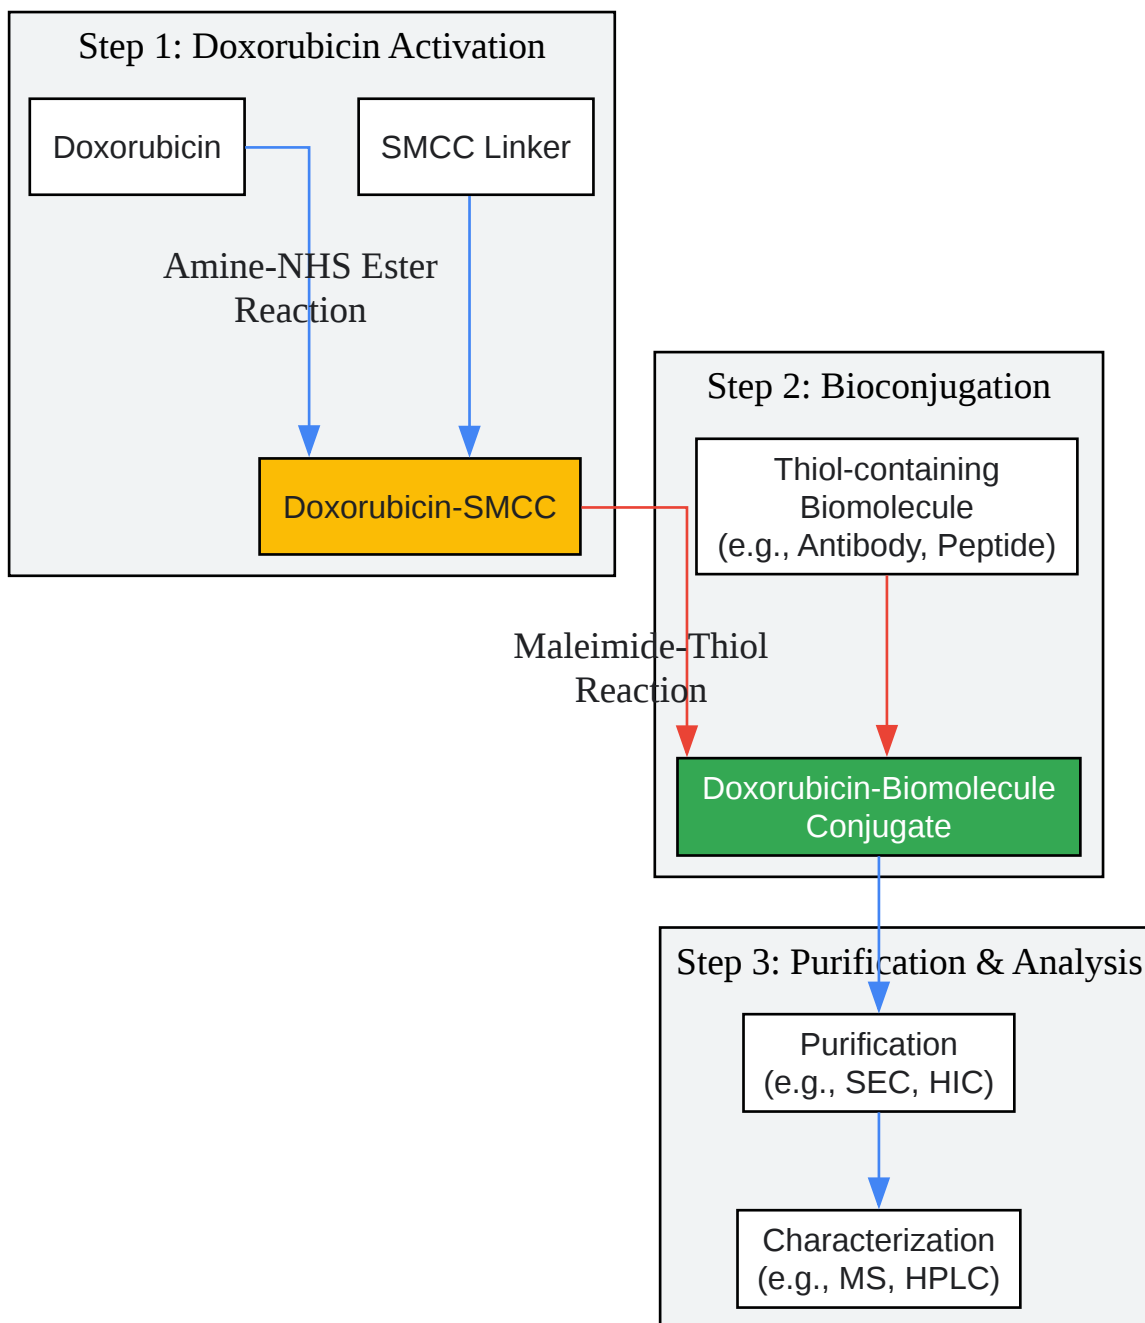 Step 1: Doxorubicin Activation
Doxorubicin
SMCC Linker
Amine-NHS Ester
Reaction
Doxorubicin-SMCC
Step 2: Bioconjugation
Thiol-containing
Biomolecule
(e.g., Antibody, Peptide)
Maleimide-Thiol
Reaction
Doxorubicin-Biomolecule
Conjugate
Step 3: Purification & Analysis
Purification
(e.g., SEC, HIC)
Characterization
(e.g., MS, HPLC)